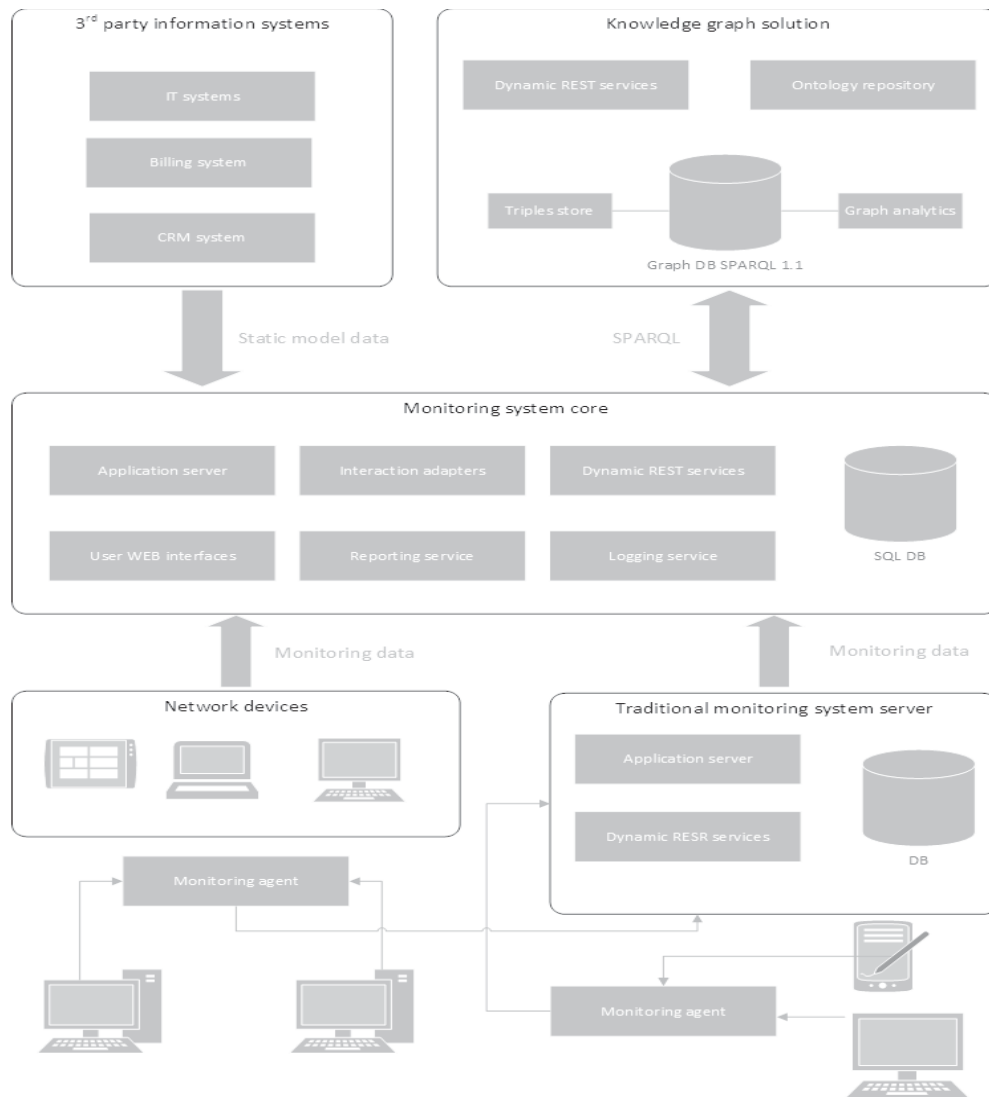 3rd party information systems
IT systems
Billing system
CRM system
Knowledge graph solution
Dynamic REST services
Ontology repository
Triples store
Graph analytics
Graph DB SPARQL 1.1
Static model data
SPARQL
Monitoring system core
Application server
Interaction adapters
Dynamic REST services
User WEB interfaces
Reporting service
Logging service
SQL DB
Monitoring data
Monitoring data
Network devices
Traditional monitoring system server
Application server
Dynamic RESR services
DB
Monitoring agent
Monitoring agent